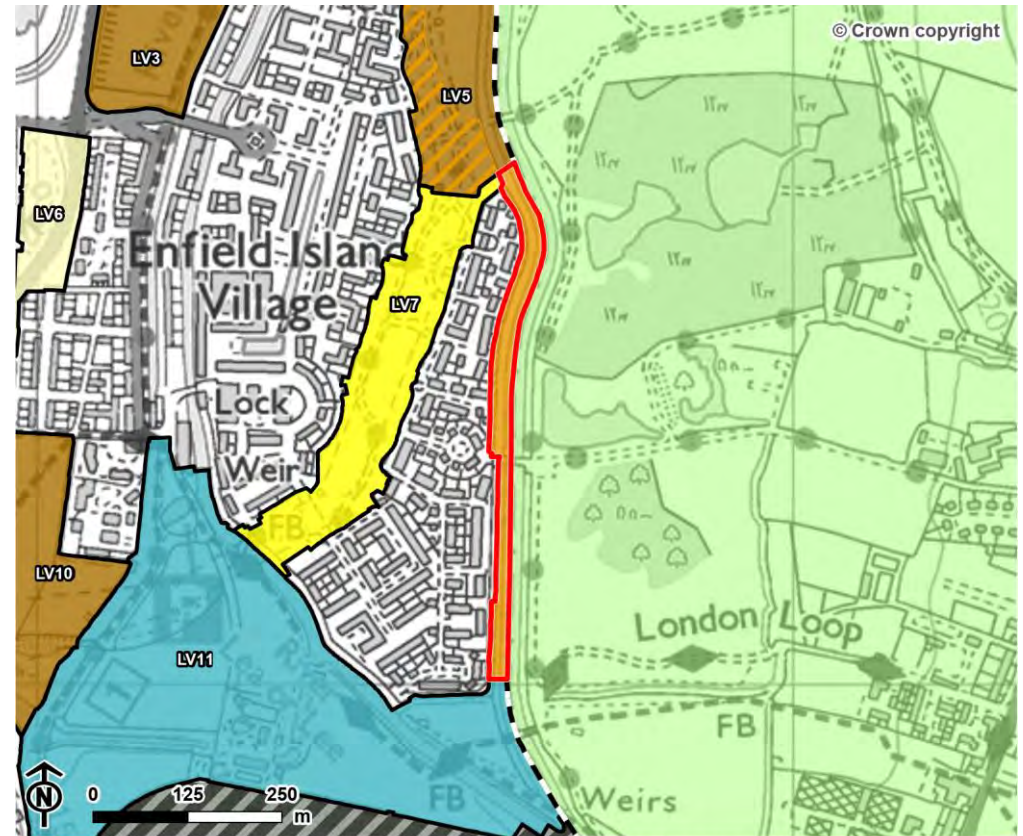 © Crown copyright
LV3
LV5
LV6
Enfield Island
Village
LV7
Lock
Weir
FB
LV10
London Loop
LV11
FB
FB
Weirs
N
0 125 250
m